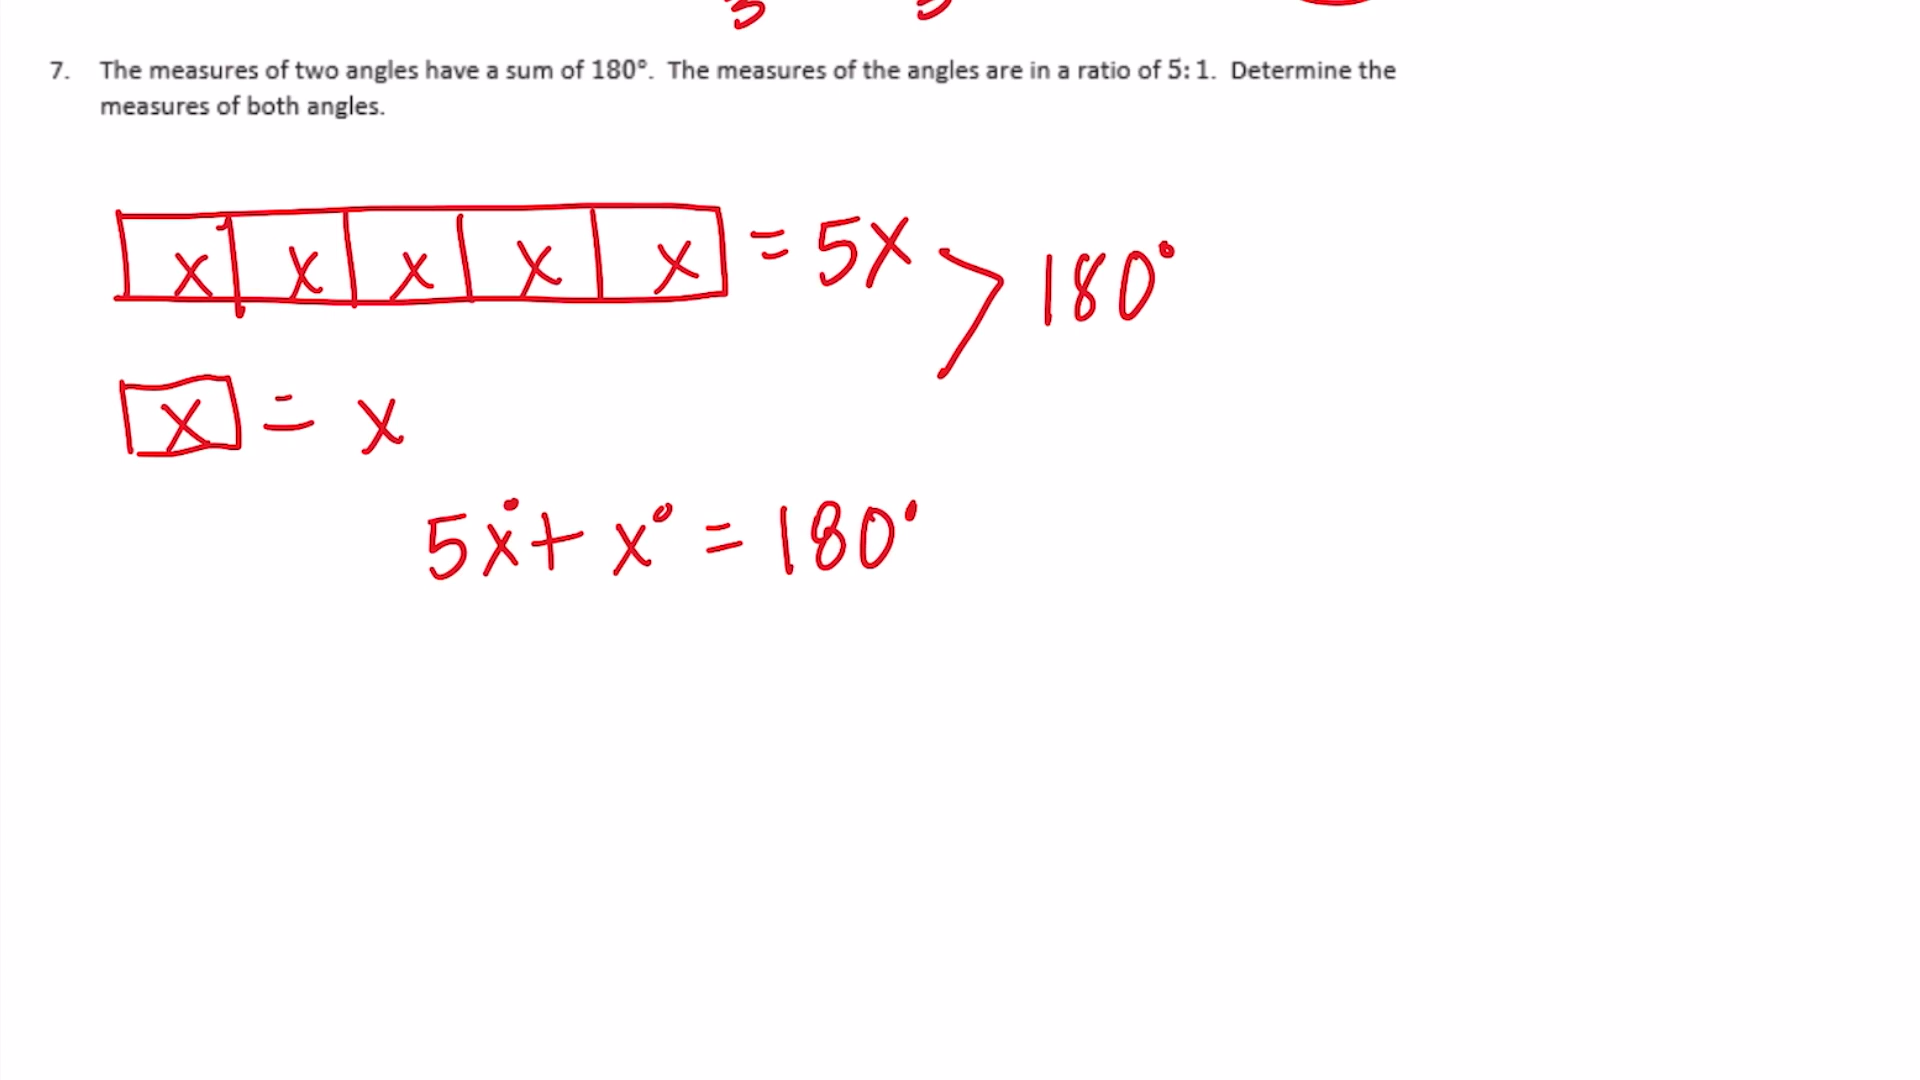 7. The measures of two angles have a sum of 180°. The measures of the angles are in a ratio of 5:1. Determine the
measures of both angles.
x x x x x = 5x > 180°
x = x
5x° + x° = 180°